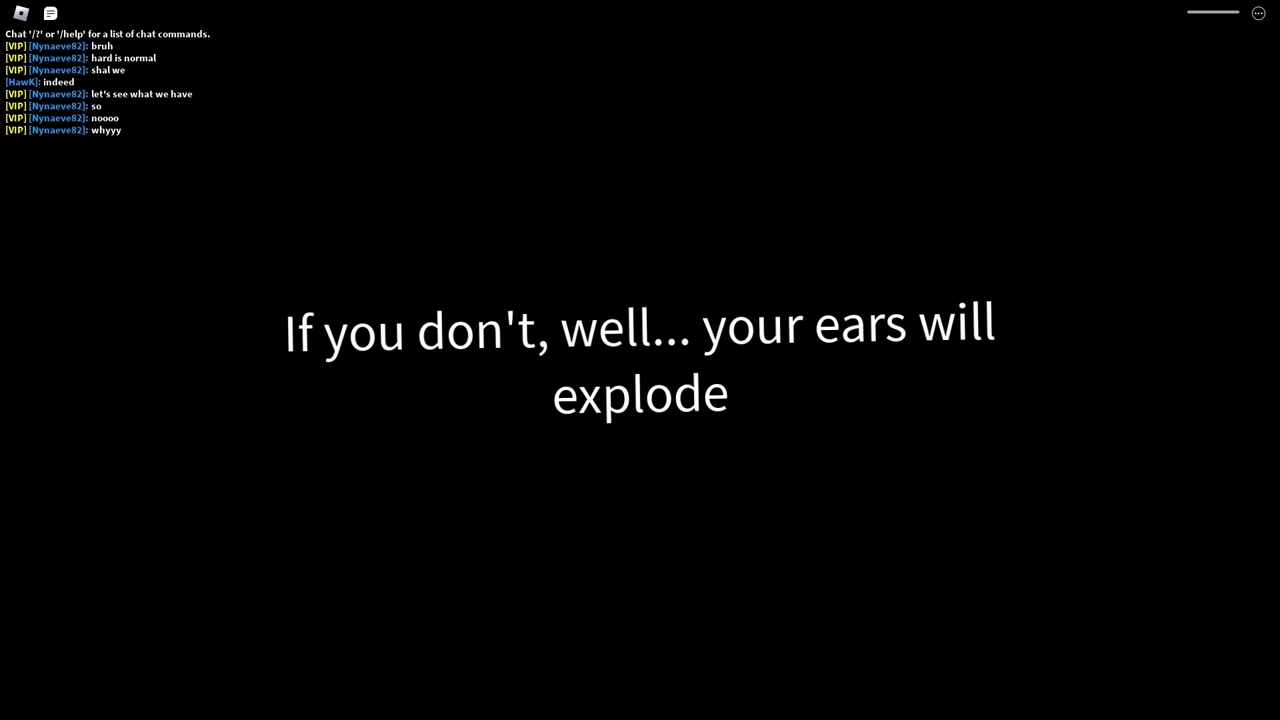 Chat '/?' or '/help' for a list of chat commands.
[VIP] [Nynaeve82]: bruh
[VIP] [Nynaeve82]: hard is normal
[VIP] [Nynaeve82]: shal we
[HawK]: indeed
[VIP] [Nynaeve82]: let's see what we have
[VIP] [Nynaeve82]: so
[VIP] [Nynaeve82]: noooo
[VIP] [Nynaeve82]: whyyy
If you don't, well... your ears will
explode